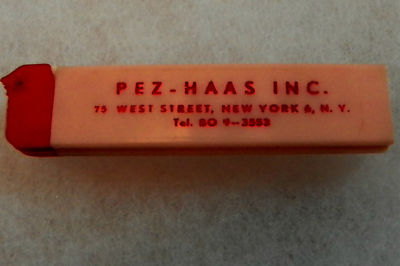 PEZ-HAAS INC.
75 WEST STREET, NEW YORK 6, N. Y.
Tel. BO 9-3553